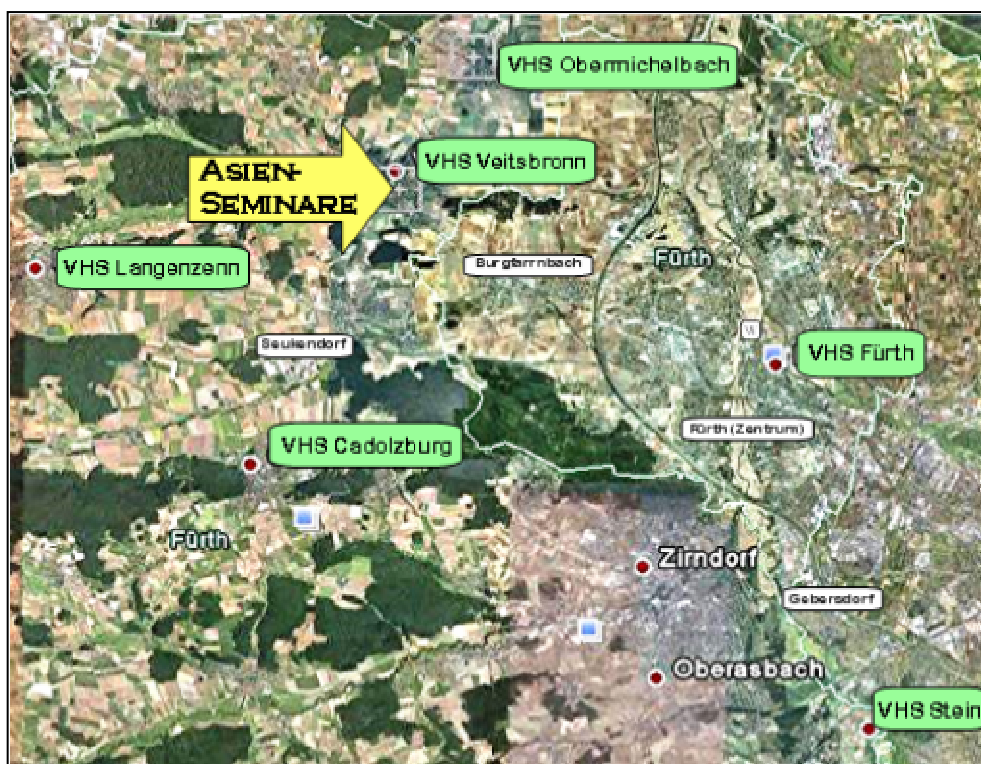 VHS Obermichelbach
VHS Veitsbronn
ASIEN-
SEMINARE
Burgfarrnbach
Fürth
VHS Langenzenn
Seukendorf
VHS Fürth
Fürth (Zentrum)
VHS Cadolzburg
Fürth
Zirndorf
Gebersdorf
Oberasbach
VHS Stein